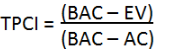 TPCI = (BAC – EV)
(BAC – AC)